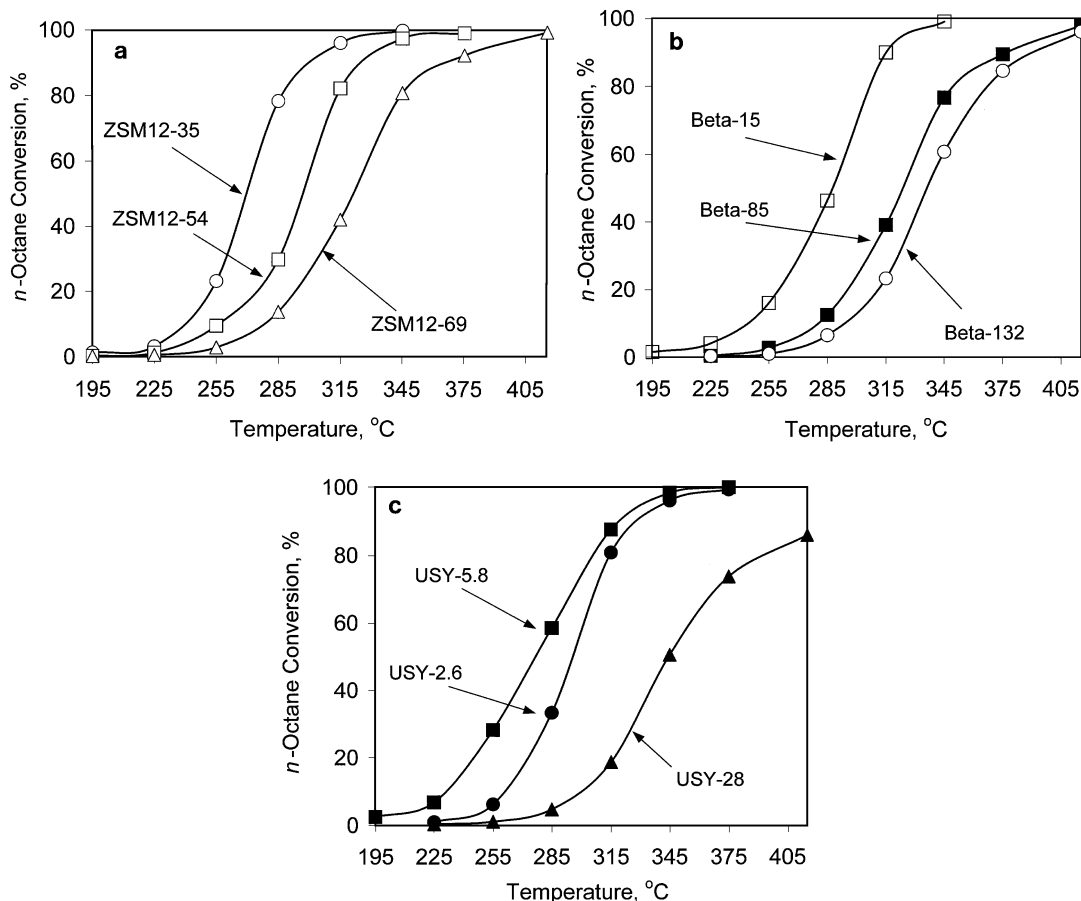 a
100
80
60
40
20
0
n-Octane Conversion, %
ZSM12-35
ZSM12-54
ZSM12-69
195 225 255 285 315 345 375 405
Temperature, °C
b
100
80
60
40
20
0
n-Octane Conversion, %
Beta-15
Beta-85
Beta-132
195 225 255 285 315 345 375 405
Temperature, °C
c
100
80
60
40
20
0
n-Octane Conversion, %
USY-5.8
USY-2.6
USY-28
195 225 255 285 315 345 375 405
Temperature, °C